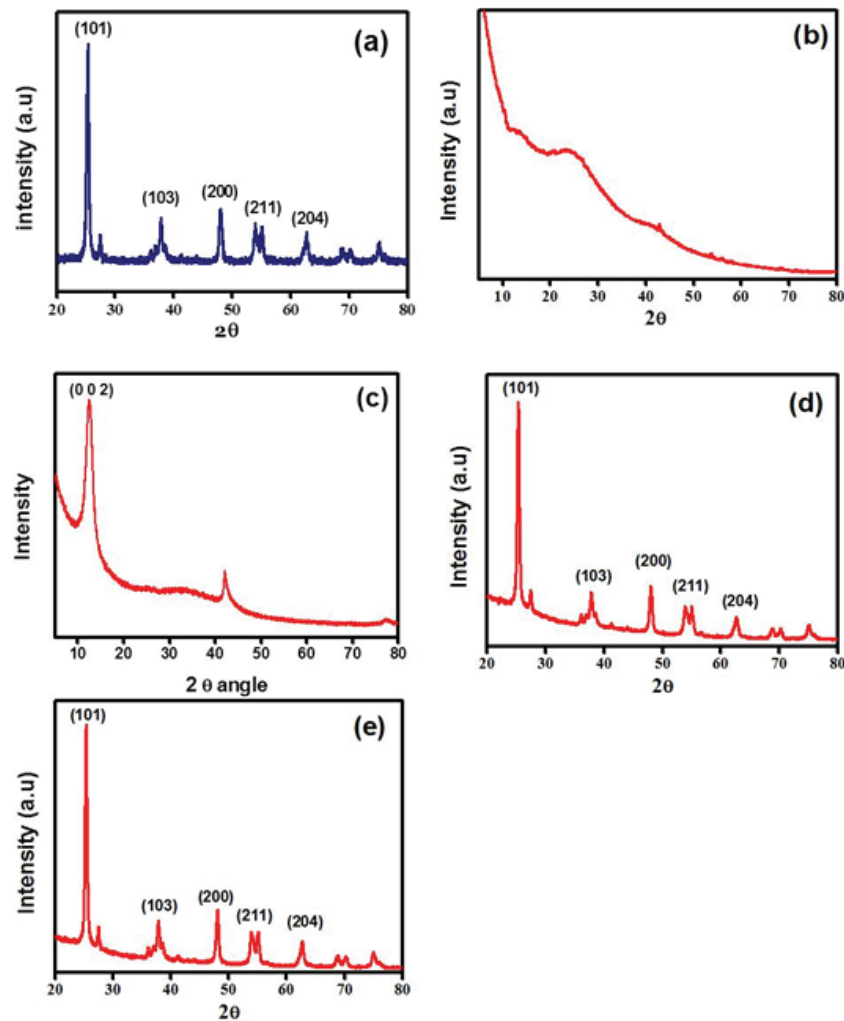 (a)
(101)
(103)
(200)
(211)
(204)
intensity (a.u)
20 30 40 50 60 70 80
2θ
(b)
Intensity (a.u)
10 20 30 40 50 60 70 80
2θ
(c)
(0 0 2)
Intensity
10 20 30 40 50 60 70 80
2 θ angle
(d)
(101)
(103)
(200)
(211)
(204)
Intensity (a.u)
20 30 40 50 60 70 80
2θ
(e)
(101)
(103)
(200)
(211)
(204)
Intensity (a.u)
20 30 40 50 60 70 80
2θ